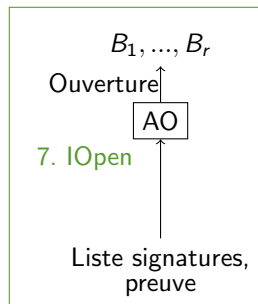 B₁, ..., Bᵣ
Ouverture
AO
7. IOpen
Liste signatures,
preuve